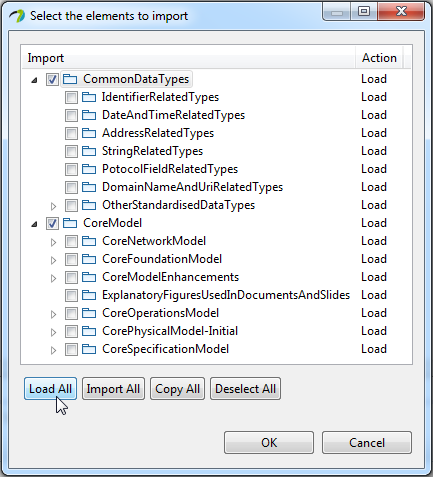 Select the elements to import
Import Action
CommonDataTypes Load
IdentifierRelatedTypes Load
DateAndTimeRelatedTypes Load
AddressRelatedTypes Load
StringRelatedTypes Load
PotocolFieldRelatedTypes Load
DomainNameAndUriRelatedTypes Load
OtherStandardisedDataTypes Load
CoreModel Load
CoreNetworkModel Load
CoreFoundationModel Load
CoreModelEnhancements Load
ExplanatoryFiguresUsedInDocumentsAndSlides Load
CoreOperationsModel Load
CorePhysicalModel-Initial Load
CoreSpecificationModel Load
Load All Import All Copy All Deselect All
OK Cancel